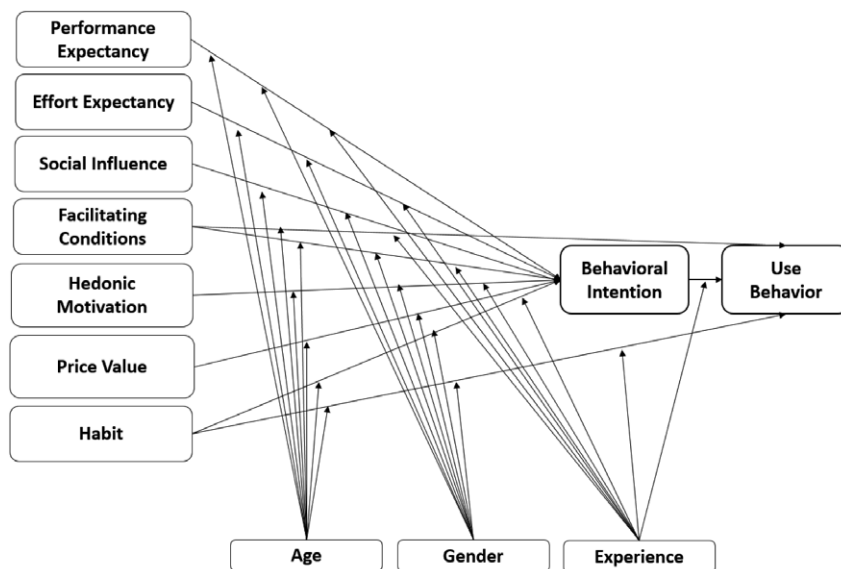 Performance
Expectancy
Effort Expectancy
Social Influence
Facilitating
Conditions
Hedonic
Motivation
Price Value
Habit
Behavioral
Intention
Use
Behavior
Age
Gender
Experience